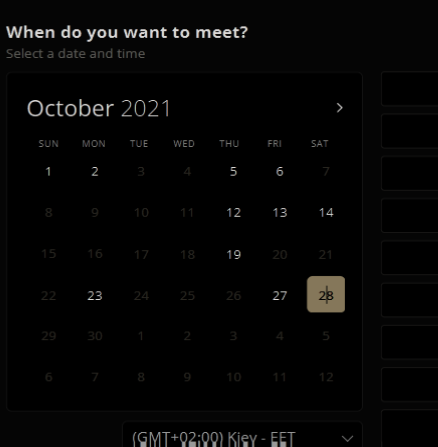 When do you want to meet?
Select a date and time
October 2021 >
SUN MON TUE WED THU FRI SAT
1 2 3 4 5 6 7
8 9 10 11 12 13 14
15 16 17 18 19 20 21
22 23 24 25 26 27 28
29 30 1 2 3 4 5
6 7 8 9 10 11 12
(GMT+02:00) Kiev - EET